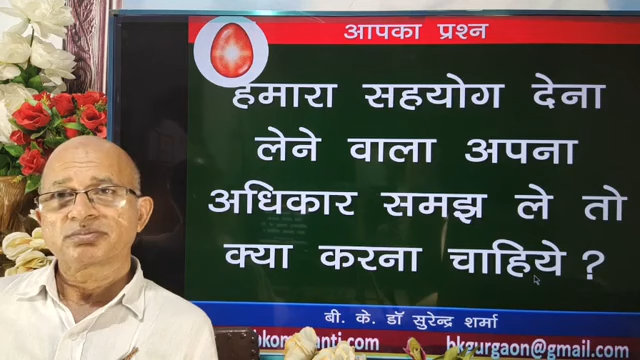 आपका प्रश्न
हमारा सहयोग देना
लेने वाला अपना
अधिकार समझ ले तो
क्या करना चाहिये ?
बी. के. डॉ सुरेन्द्र शर्मा
bkgurgaon@gmail.com